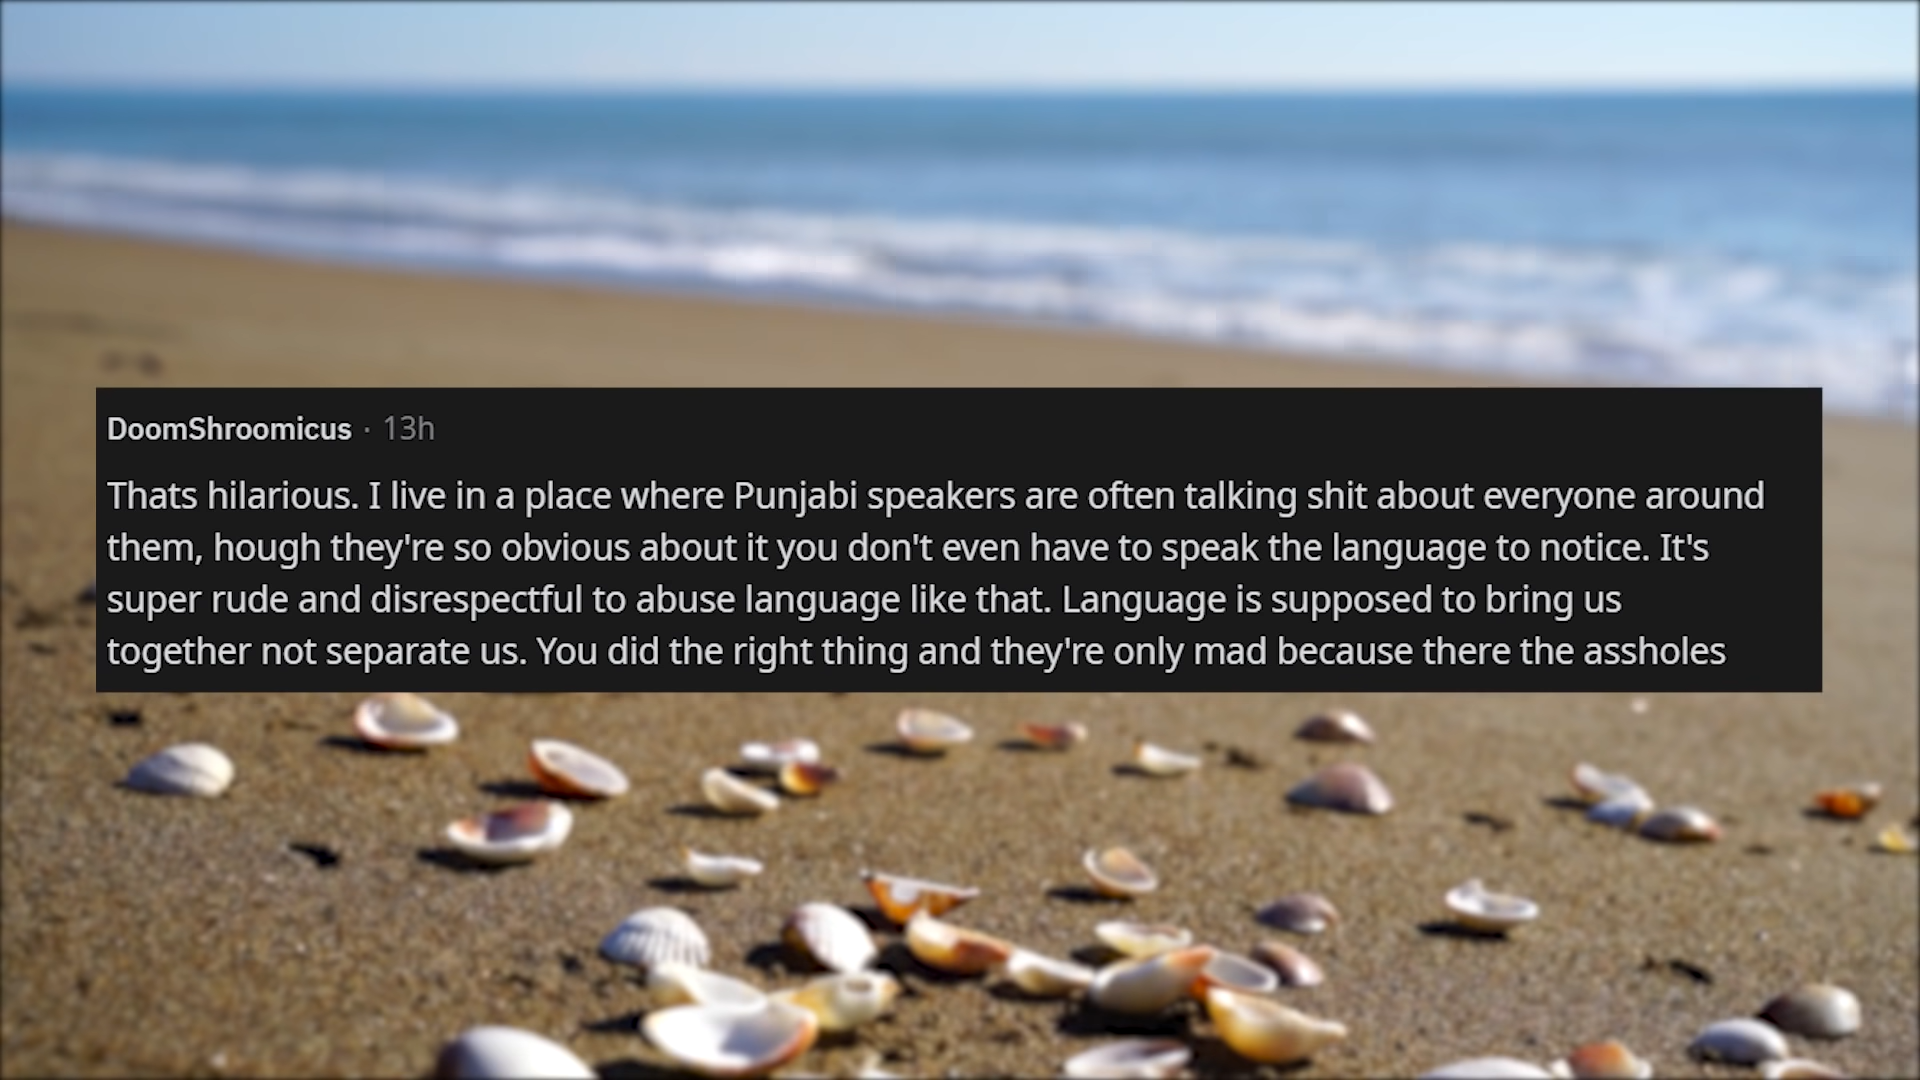 DoomShroomicus · 13h
Thats hilarious. I live in a place where Punjabi speakers are often talking shit about everyone around
them, hough they're so obvious about it you don't even have to speak the language to notice. It's
super rude and disrespectful to abuse language like that. Language is supposed to bring us
together not separate us. You did the right thing and they're only mad because there the assholes